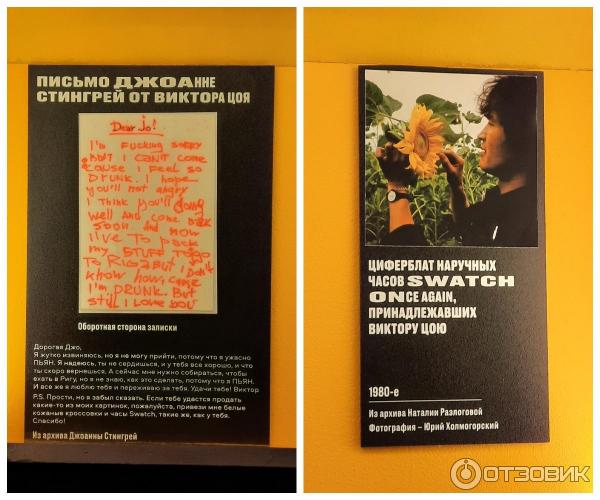 ПИСЬМО ДЖОАННЕ
СТИНГРЕЙ ОТ ВИКТОРА ЦОЯ
Dear Jo!
I'm FUCKING SORRY
BUT I CAN'T COME
'CAUSE I FEEL SO
DRUNK. I hope
you'll not angry
I THINK YOU'LL doing
well And come BACK
soon. And now
I'VE TO PACK
my STUFF TO GO
TO RIGA BUT I Don't
know how, cause
I'm DRUNK. But
still I Love you
Оборотная сторона записки
Дорогая Джо,
Я жутко извиняюсь, но я не могу прийти, потому что я ужасно
ПЬЯН. Я надеюсь, ты не сердишься, и у тебя все хорошо, и что
ты скоро вернешься. А сейчас мне нужно собираться, чтобы
ехать в Ригу, но я не знаю, как это сделать, потому что я ПЬЯН.
И все же я люблю тебя и переживаю за тебя. Удачи тебе! Виктор
P.S. Прости, но я забыл сказать. Если тебе удастся продать
какие-то из моих картинок, пожалуйста, привези мне белые
кожаные кроссовки и часы Swatch, такие же, как у тебя.
Спасибо!
Из архива Джоанны Стингрей
ЦИФЕРБЛАТ НАРУЧНЫХ
ЧАСОВ SWATCH
ONCE AGAIN,
ПРИНАДЛЕЖАВШИХ
ВИКТОРУ ЦОЮ
1980-е
Из архива Наталии Разлоговой
Фотография – Юрий Холмогорский
ОТЗОВИК